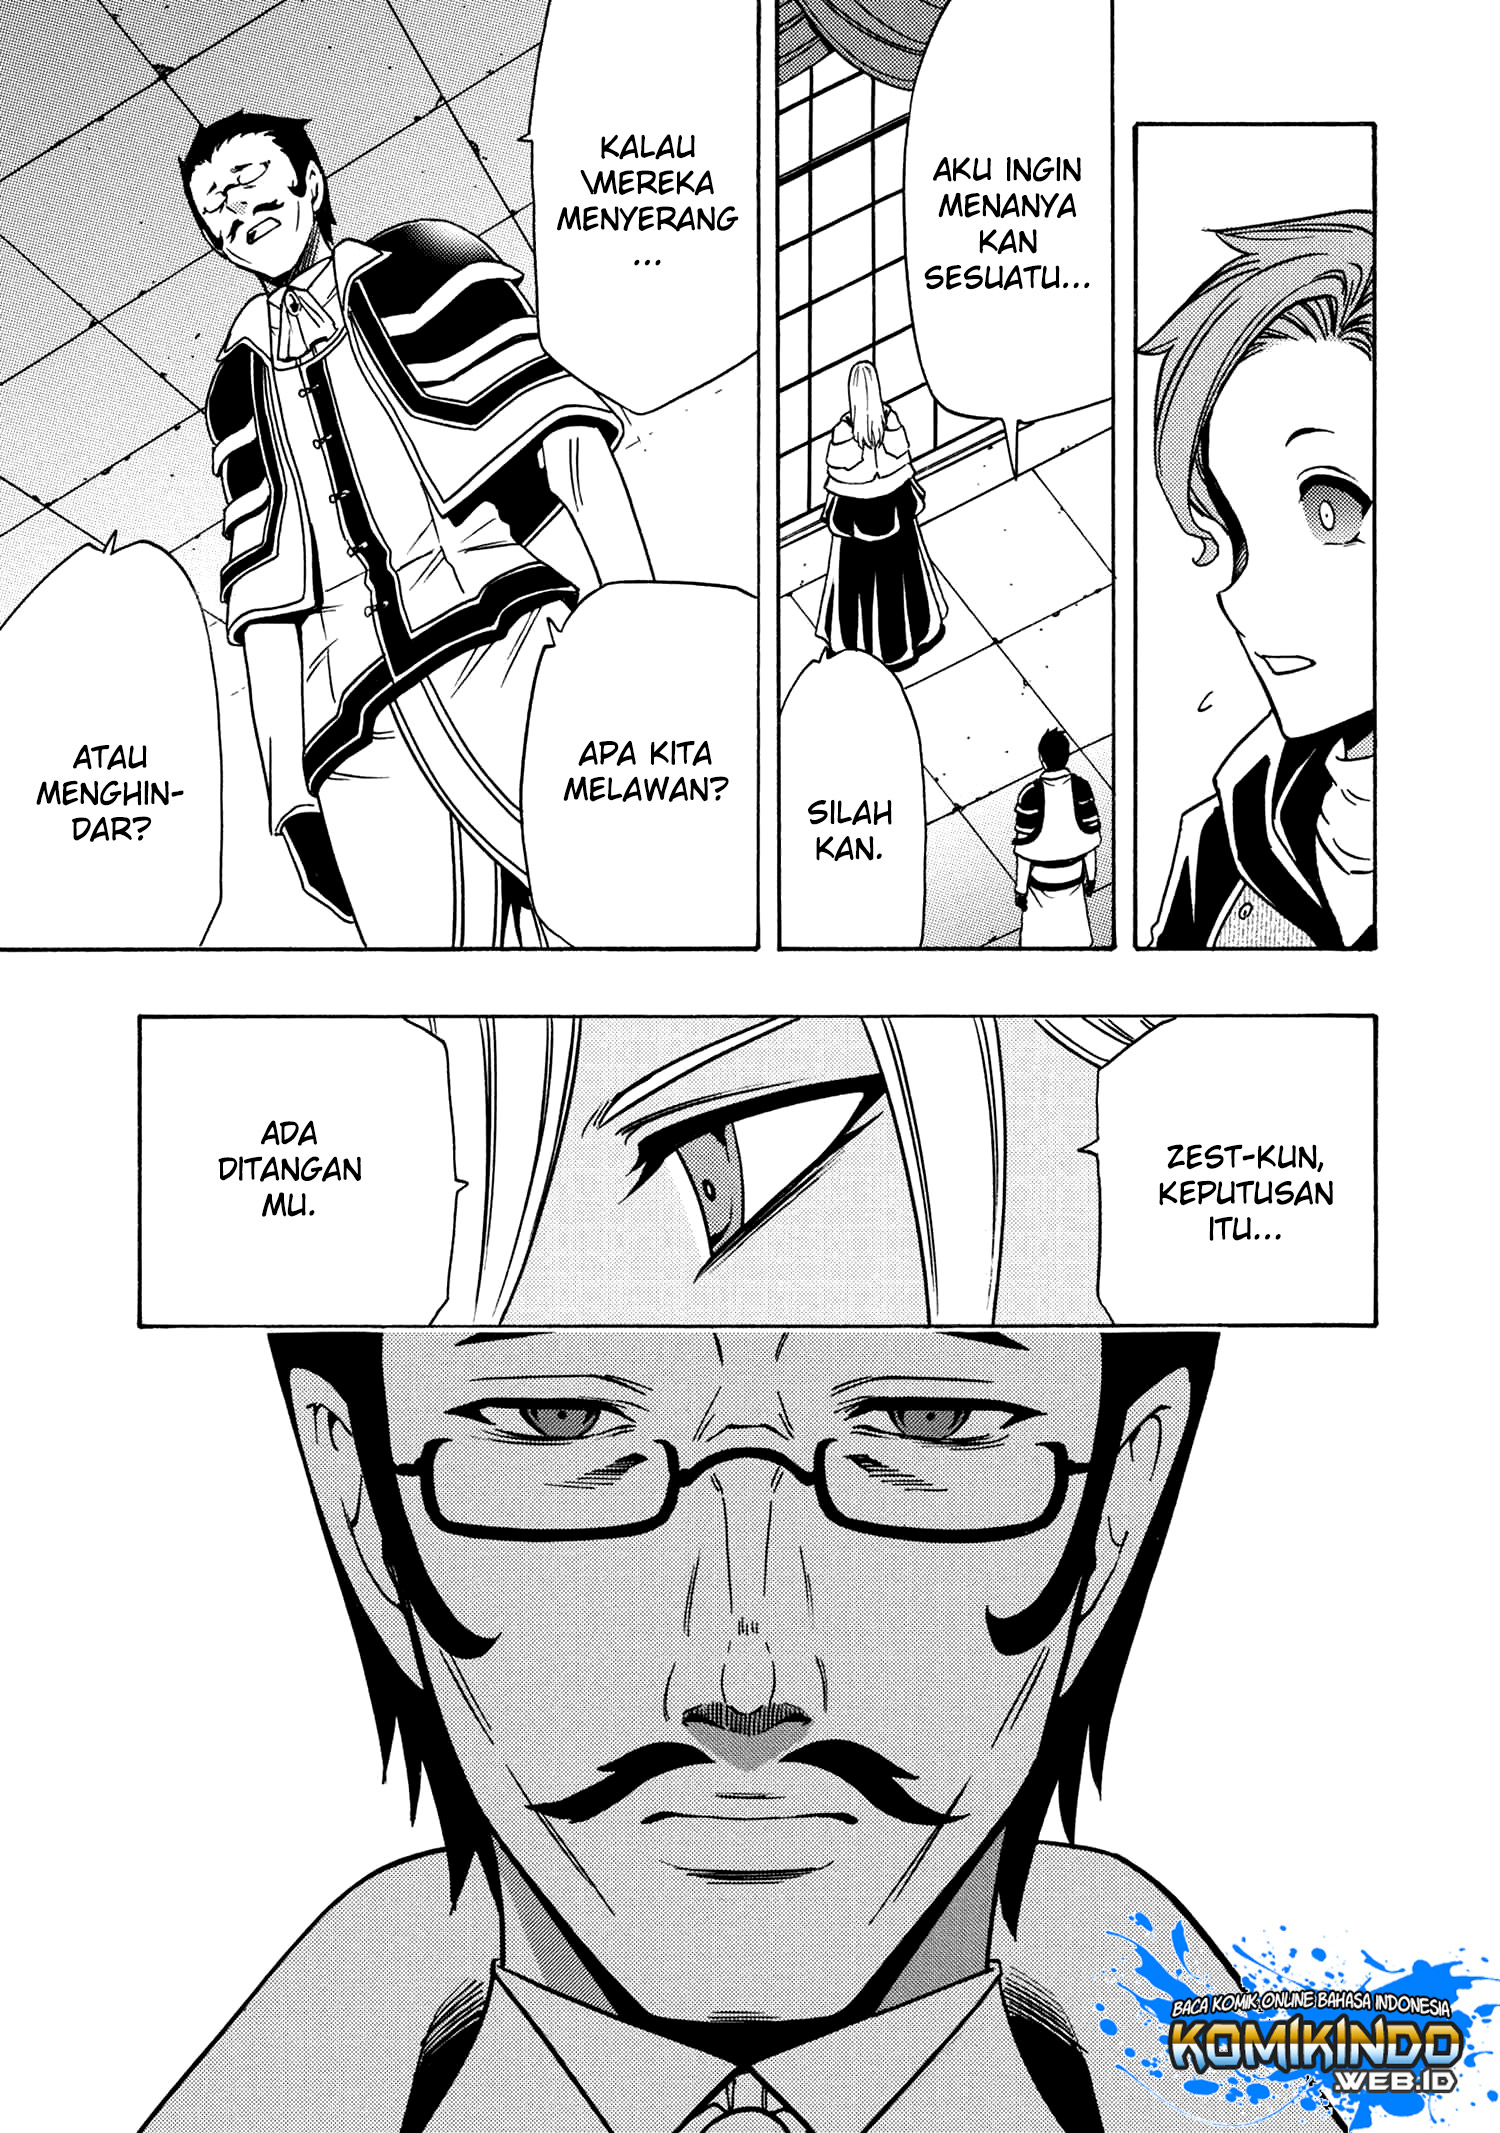 AKU INGIN
MENANYA
KAN
SESUATU...
SILAH
KAN.
KALAU
\MEREKA
MENYERANG
...
APA KITA
MELAWAN?
ATAU
MENGHIN-
DAR?
ZEST-KUN,
KEPUTUSAN
ITU...
ADA
DITANGAN
MU.
BACA KOMIK ONLINE BAHASA INDONESIA
KOMIKINDO
.WEB.ID